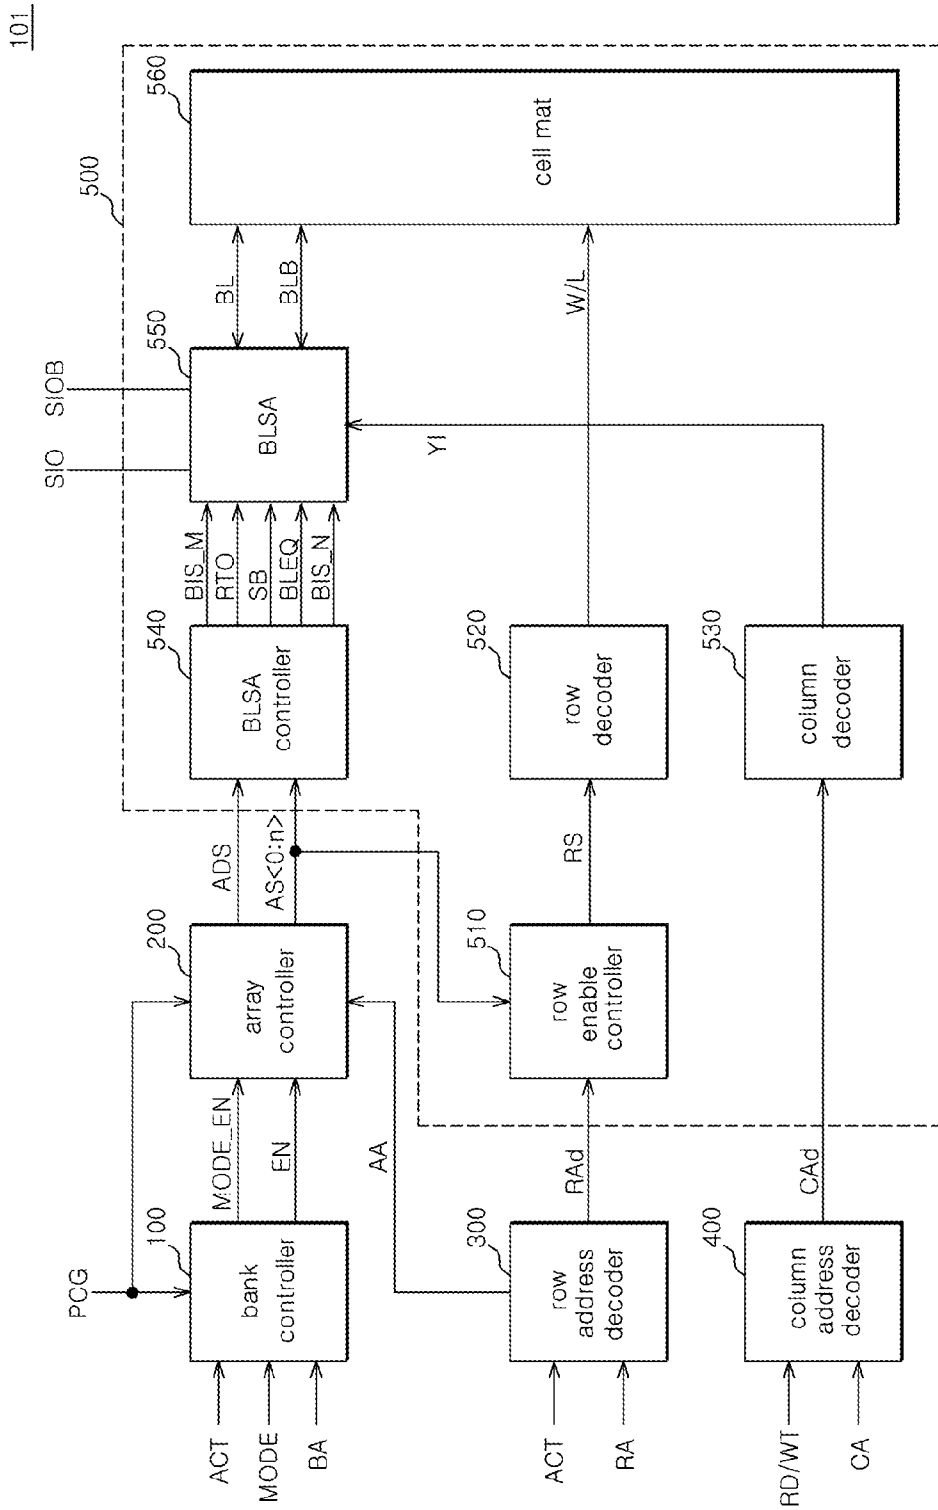 101
500
PCG
SIO
SIOB
100
bank
controller
200
array
controller
540
BLSA
controller
550
BLSA
560
cell mat
ACT
MODE
BA
MODE_EN
EN
ADS
AS<0:n>
BIS_M
RTO
SB
BLEQ
BIS_N
BL
BLB
AA
YI
300
row
address
decoder
510
row
enable
controller
520
row
decoder
ACT
RA
RAd
RS
W/L
400
column
address
decoder
530
column
decoder
RD/WT
CA
CAd